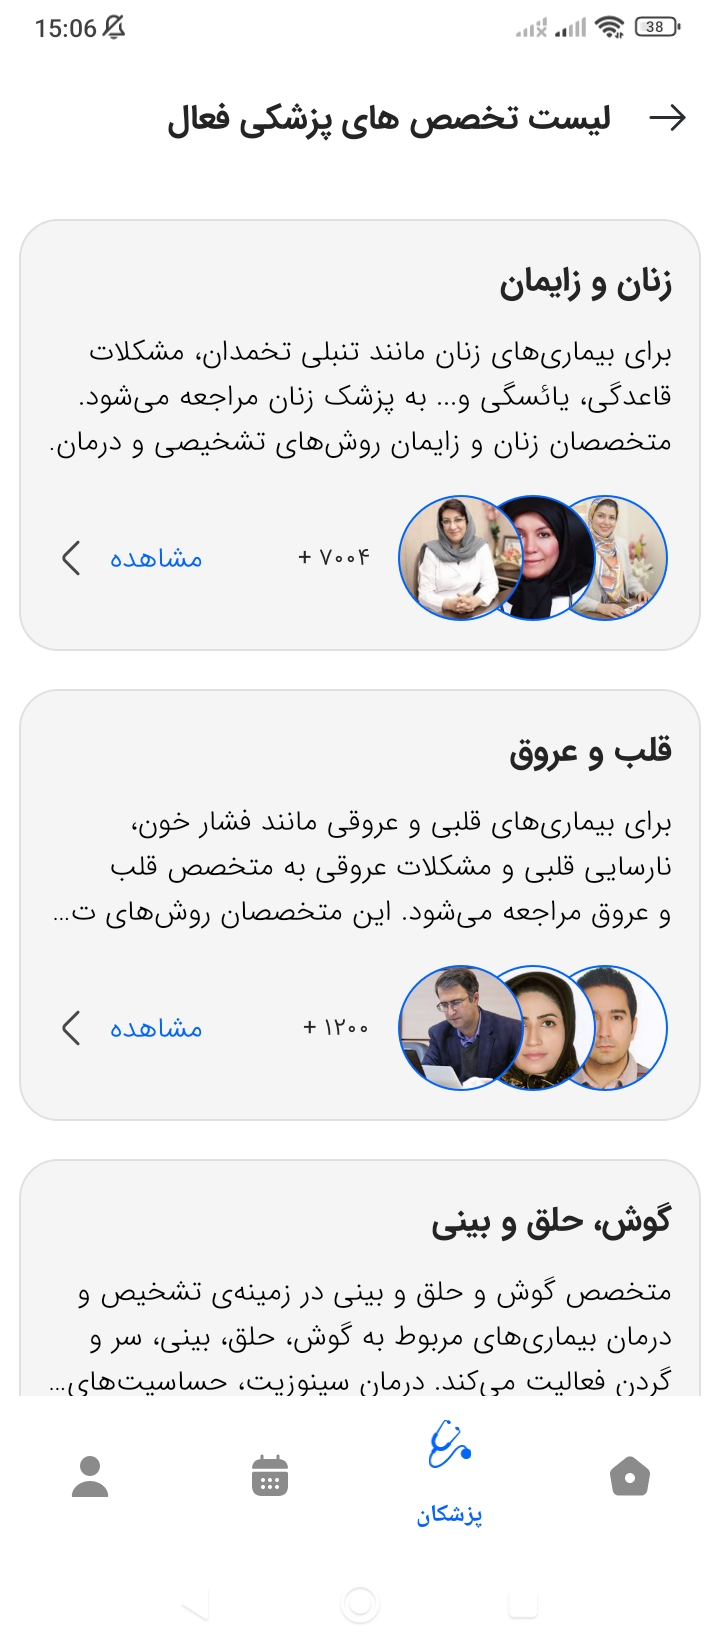 15:06
38
لیست تخصص های پزشکی فعال
زنان و زایمان
برای بیماری‌های زنان مانند تنبلی تخمدان، مشکلات
قاعدگی، یائسگی و... به پزشک زنان مراجعه می‌شود.
متخصصان زنان و زایمان روش‌های تشخیصی و درمان.
+ ۷۰۰۴
مشاهده
قلب و عروق
برای بیماری‌های قلبی و عروقی مانند فشار خون،
نارسایی قلبی و مشکلات عروقی به متخصص قلب
و عروق مراجعه می‌شود. این متخصصان روش‌های ت...
+ ۱۲۰۰
مشاهده
گوش، حلق و بینی
متخصص گوش و حلق و بینی در زمینه‌ی تشخیص و
درمان بیماری‌های مربوط به گوش، حلق، بینی، سر و
گردن فعالیت می‌کند. درمان سینوزیت، حساسیت‌های...
پزشکان